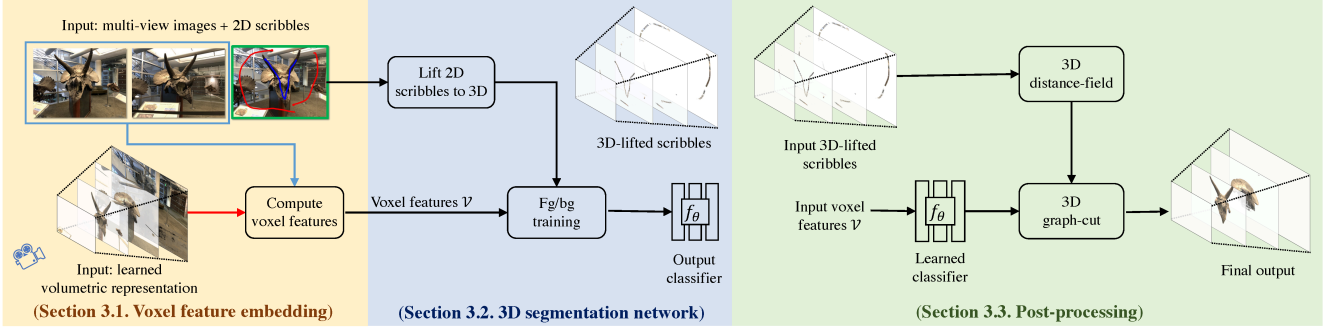 Input: multi-view images + 2D scribbles
Lift 2D
scribbles to 3D
3D-lifted scribbles
Compute
voxel features
Voxel features 𝒱
Fg/bg
training
fθ
Output
classifier
Input: learned
volumetric representation
(Section 3.1. Voxel feature embedding)
(Section 3.2. 3D segmentation network)
Input 3D-lifted
scribbles
3D
distance-field
Input voxel
features 𝒱
fθ
Learned
classifier
3D
graph-cut
Final output
(Section 3.3. Post-processing)